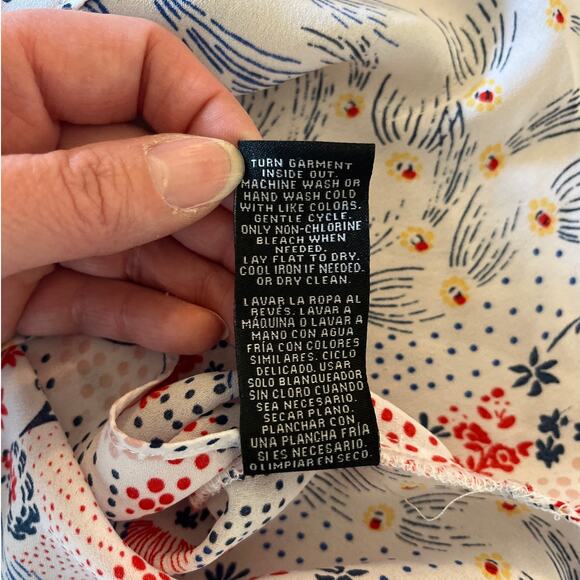 TURN GARMENT
INSIDE OUT.
MACHINE WASH OR
HAND WASH COLD
WITH LIKE COLORS.
GENTLE CYCLE.
ONLY NON-CHLORINE
BLEACH WHEN
NEEDED.
LAY FLAT TO DRY.
COOL IRON IF NEEDED.
OR DRY CLEAN.
LAVAR LA ROPA AL
REVÉS. LAVAR A
MÁQUINA O LAVAR A
MANO CON AGUA
FRÍA CON COLORES
SIMILARES. CICLO
DELICADO. USAR
SOLO BLANQUEADOR
SIN CLORO CUANDO
SEA NECESARIO.
SECAR PLANO.
PLANCHAR CON
UNA PLANCHA FRÍA
SI ES NECESARIO.
O LIMPIAR EN SECO.